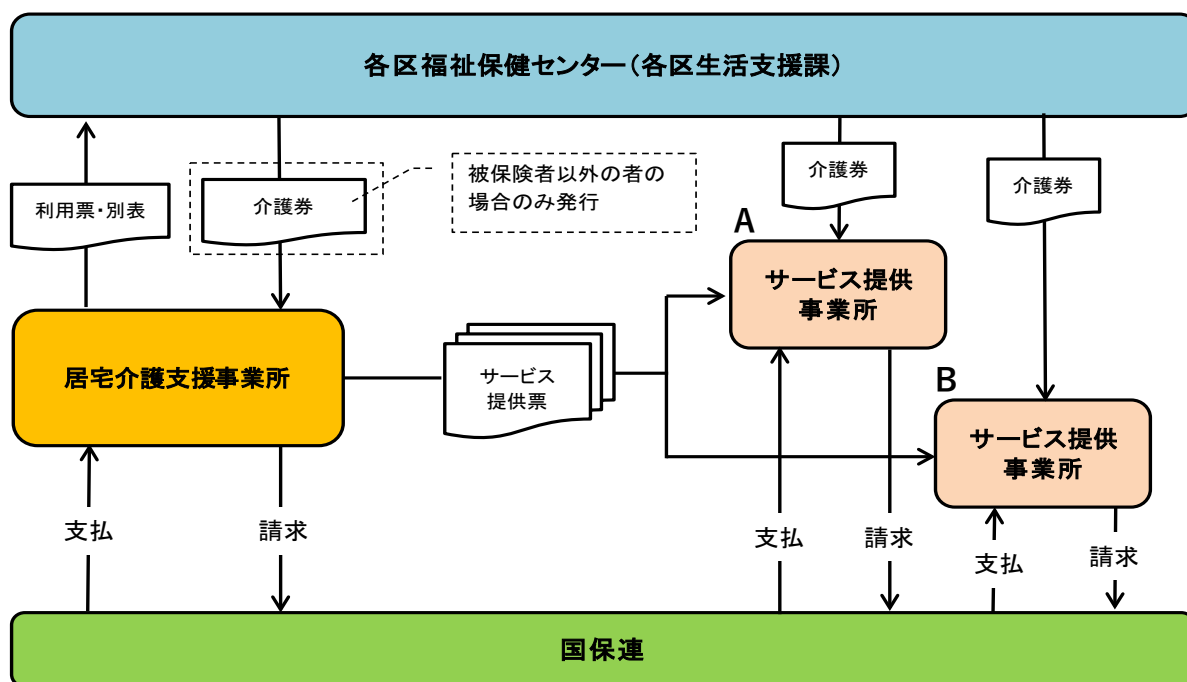 各区福祉保健センター（各区生活支援課）
利用票・別表
介護券
被保険者以外の者の
場合のみ発行
介護券
介護券
A
サービス提供
事業所
居宅介護支援事業所
サービス
提供票
B
サービス提供
事業所
支払
請求
支払
請求
支払
請求
国保連